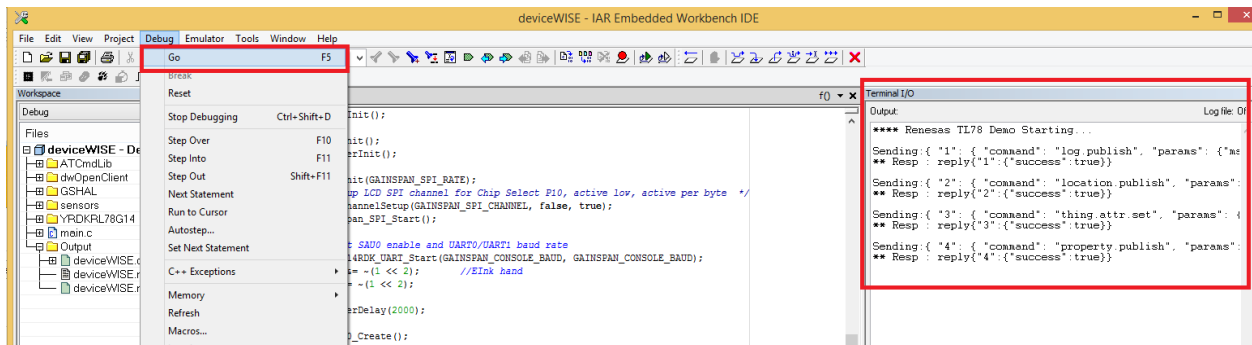 deviceWISE - IAR Embedded Workbench IDE
File Edit View Project Debug Emulator Tools Window Help
Go F5
Break
Reset
Stop Debugging Ctrl+Shift+D
Step Over F10
Step Into F11
Step Out Shift+F11
Next Statement
Run to Cursor
Autostep...
Set Next Statement
C++ Exceptions
Memory
Refresh
Macros...
Workspace
Debug
Files
deviceWISE - De
ATCmdLib
dwOpenClient
GSHAL
sensors
YRDKRL78G14
main.c
Output
deviceWISE.
deviceWISE.r
deviceWISE.r
f()
Init();
nit();
erInit();
nit(GAINSPAN_SPI_RATE);
up LCD SPI channel for Chip Select P10, active low, active per byte */
hannelSetup(GAINSPAN_SPI_CHANNEL, false, true);
pan_SPI_Start();
t SAU0 enable and UART0/UART1 baud rate
14RDK_UART_Start(GAINSPAN_CONSOLE_BAUD, GAINSPAN_CONSOLE_BAUD);
&= ~(1 << 2); //EInk hand
= ~(1 << 2);
erDelay(2000);
O_Create();
Terminal I/O
Output: Log file: Of
**** Renesas TL78 Demo Starting...
Sending:{ "1": { "command": "log.publish", "params": {"ms
** Resp : reply{"1":{"success":true}}
Sending:{ "2": { "command": "location.publish", "params":
** Resp : reply{"2":{"success":true}}
Sending:{ "3": { "command": "thing.attr.set", "params": {
** Resp : reply{"3":{"success":true}}
Sending:{ "4": { "command": "property.publish", "params":
** Resp : reply{"4":{"success":true}}